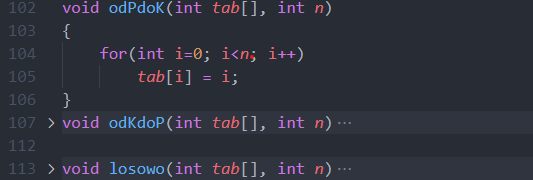 102 void odPdoK(int tab[], int n)
103 {
104 for(int i=0; i<n; i++)
105 tab[i] = i;
106 }
107 > void odKdoP(int tab[], int n) ...
112
113 > void losowo(int tab[], int n) ...